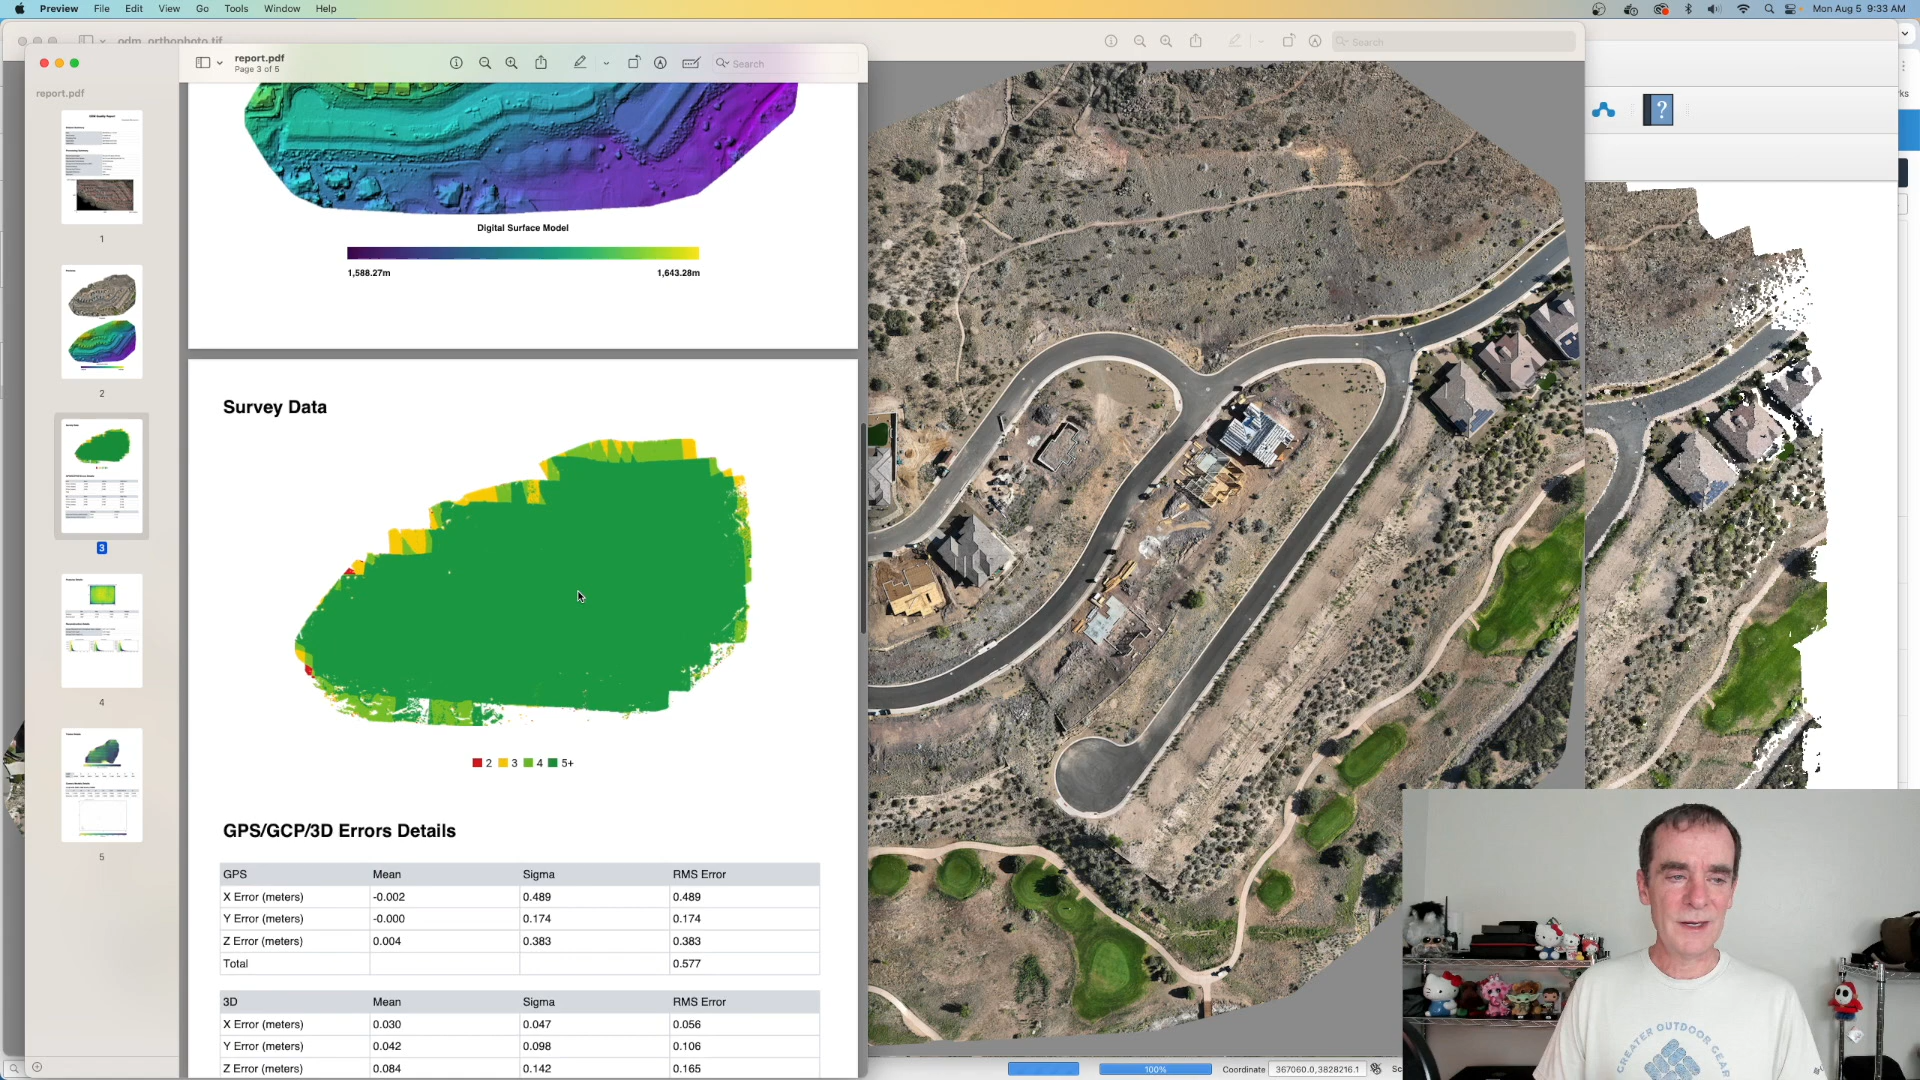 Preview File Edit View Go Tools Window Help
Mon Aug 5 9:33 AM
odm_orthophoto.tif
Search
report.pdf
Page 3 of 5
Search
report.pdf
1
2
3
4
5
Digital Surface Model
1,588.27m 1,643.28m
Survey Data
2 3 4 5+
GPS/GCP/3D Errors Details
GPS Mean Sigma RMS Error
X Error (meters) -0.002 0.489 0.489
Y Error (meters) -0.000 0.174 0.174
Z Error (meters) 0.004 0.383 0.383
Total 0.577
3D Mean Sigma RMS Error
X Error (meters) 0.030 0.047 0.056
Y Error (meters) 0.042 0.098 0.106
Z Error (meters) 0.084 0.142 0.165
100% Coordinate 367060.0,3828216.1
CREATER OUTDOOR GEAR